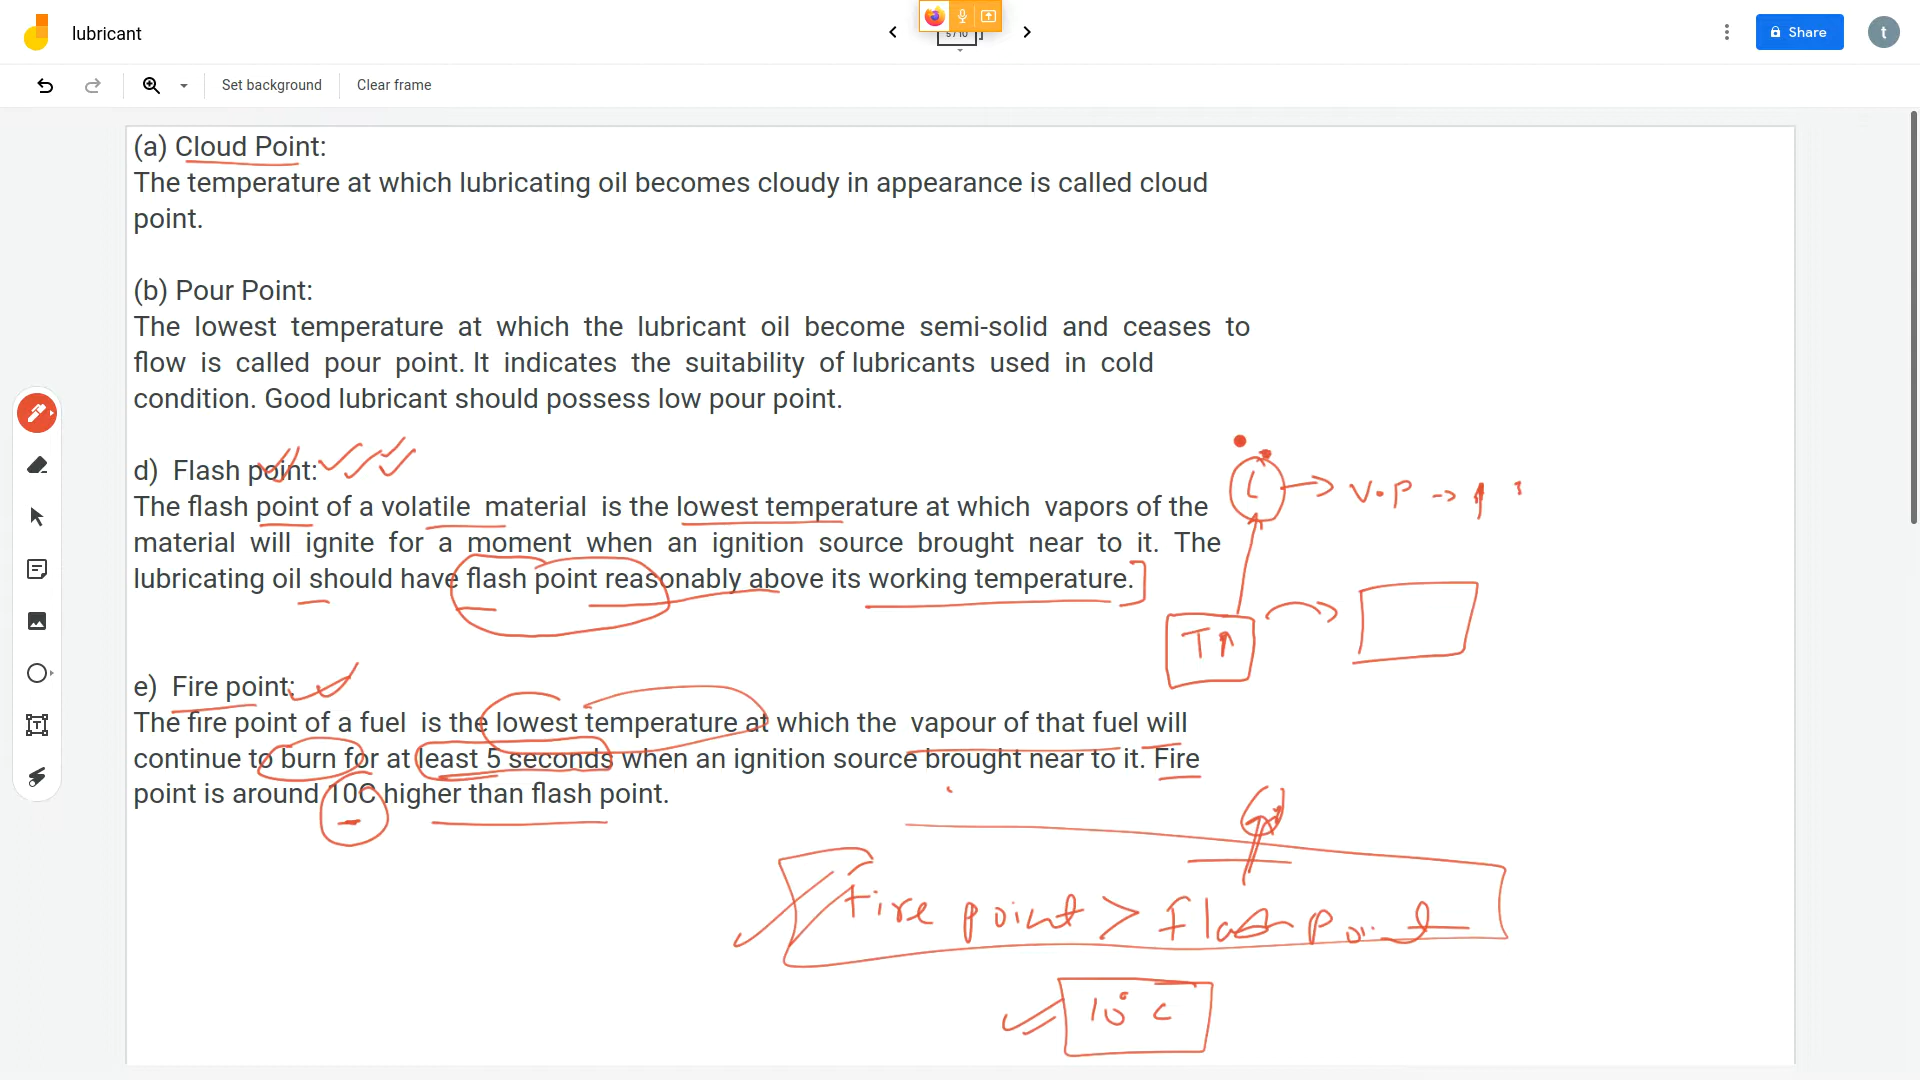 lubricant
5 / 10
Share
t
Set background
Clear frame
(a) Cloud Point:
The temperature at which lubricating oil becomes cloudy in appearance is called cloud
point.
(b) Pour Point:
The lowest temperature at which the lubricant oil become semi-solid and ceases to
flow is called pour point. It indicates the suitability of lubricants used in cold
condition. Good lubricant should possess low pour point.
d) Flash point:
The flash point of a volatile material is the lowest temperature at which vapors of the
material will ignite for a moment when an ignition source brought near to it. The
lubricating oil should have flash point reasonably above its working temperature.
L → V.P → ↑
T↑
e) Fire point:
The fire point of a fuel is the lowest temperature at which the vapour of that fuel will
continue to burn for at least 5 seconds when an ignition source brought near to it. Fire
point is around 10C higher than flash point.
Fire point > Flash point
10° C